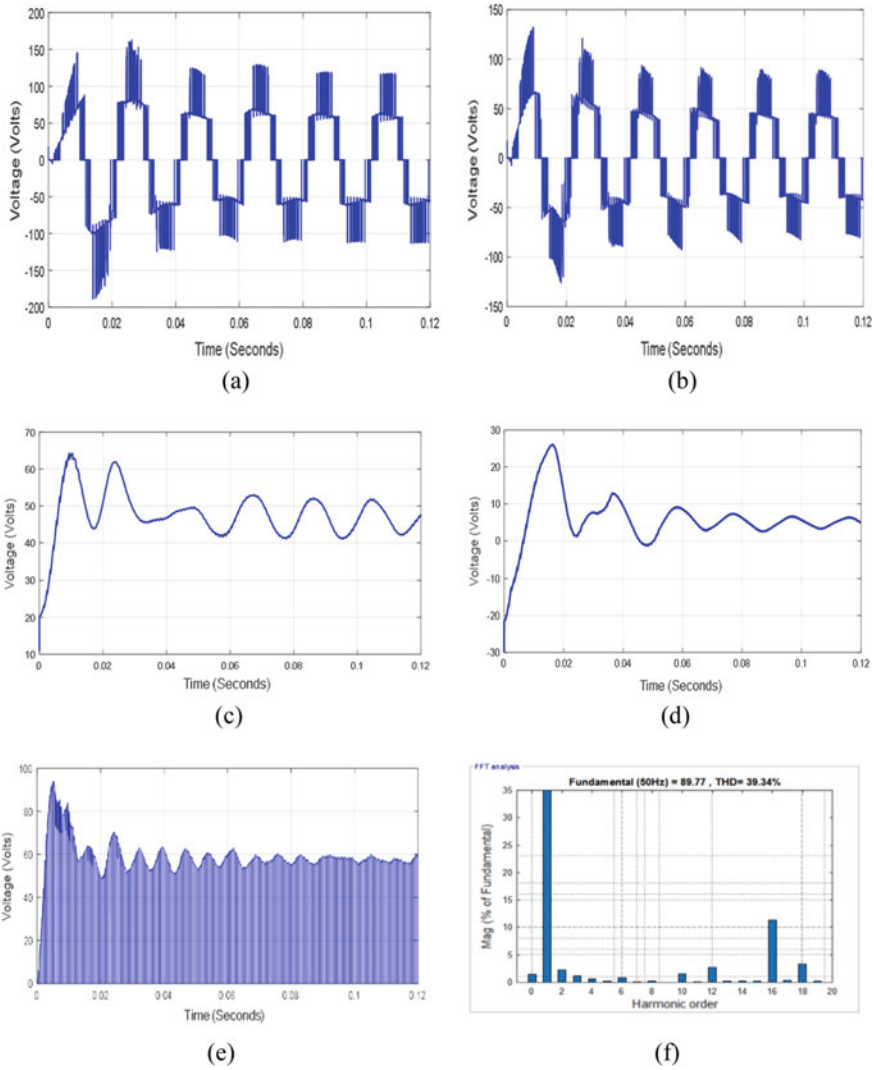 200
150
100
50
0
-50
-100
-150
-200
Voltage (Volts)
0 0.02 0.04 0.06 0.08 0.1 0.12
Time (Seconds)
(a)
150
100
50
0
-50
-100
-150
Voltage (Volts)
0 0.02 0.04 0.06 0.08 0.1 0.12
Time (Seconds)
(b)
70
60
50
40
30
20
10
Voltage (Volts)
0 0.02 0.04 0.06 0.08 0.1 0.12
Time (Seconds)
(c)
30
20
10
0
-10
-20
-30
Voltage (Volts)
0 0.02 0.04 0.06 0.08 0.1 0.12
Time (Seconds)
(d)
100
80
60
40
20
0
Voltage (Volts)
0 0.02 0.04 0.06 0.08 0.1 0.12
Time (Seconds)
(e)
FFT analysis
Fundamental (50Hz) = 89.77 , THD= 39.34%
35
30
25
20
15
10
5
0
Mag (% of Fundamental)
0 2 4 6 8 10 12 14 16 18 20
Harmonic order
(f)